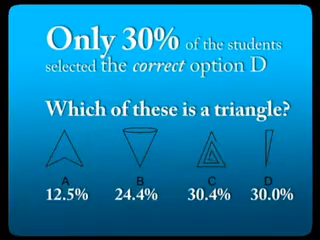 Only 30% of the students
selected the correct option D
Which of these is a triangle?
A B C D
12.5% 24.4% 30.4% 30.0%